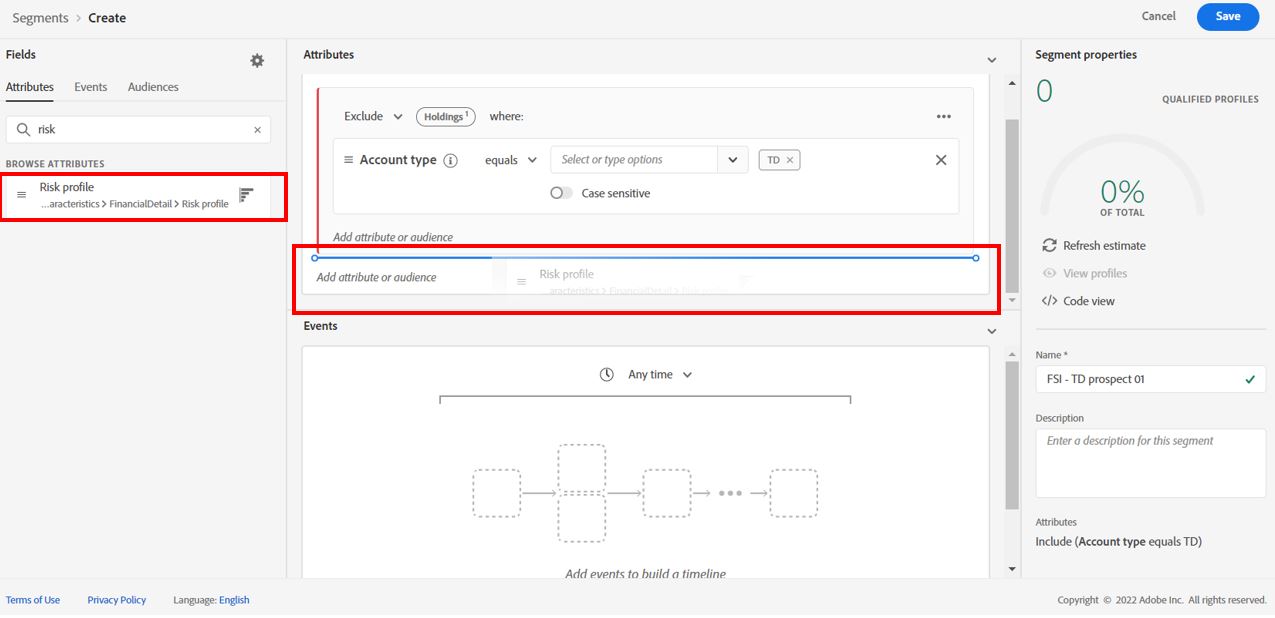 Segments > Create
Cancel
Save
Fields
Attributes Events Audiences
risk
BROWSE ATTRIBUTES
Risk profile
...aracteristics > FinancialDetail > Risk profile
Attributes
Exclude Holdings 1 where:
Account type equals Select or type options TD
Case sensitive
Add attribute or audience
Add attribute or audience
Risk profile
...aracteristics > FinancialDetail > Risk profile
Events
Any time
Add events to build a timeline
Segment properties
0
QUALIFIED PROFILES
0%
OF TOTAL
Refresh estimate
View profiles
</> Code view
Name *
FSI - TD prospect 01
Description
Enter a description for this segment
Attributes
Include (Account type equals TD)
Terms of Use Privacy Policy Language: English
Copyright © 2022 Adobe Inc. All rights reserved.